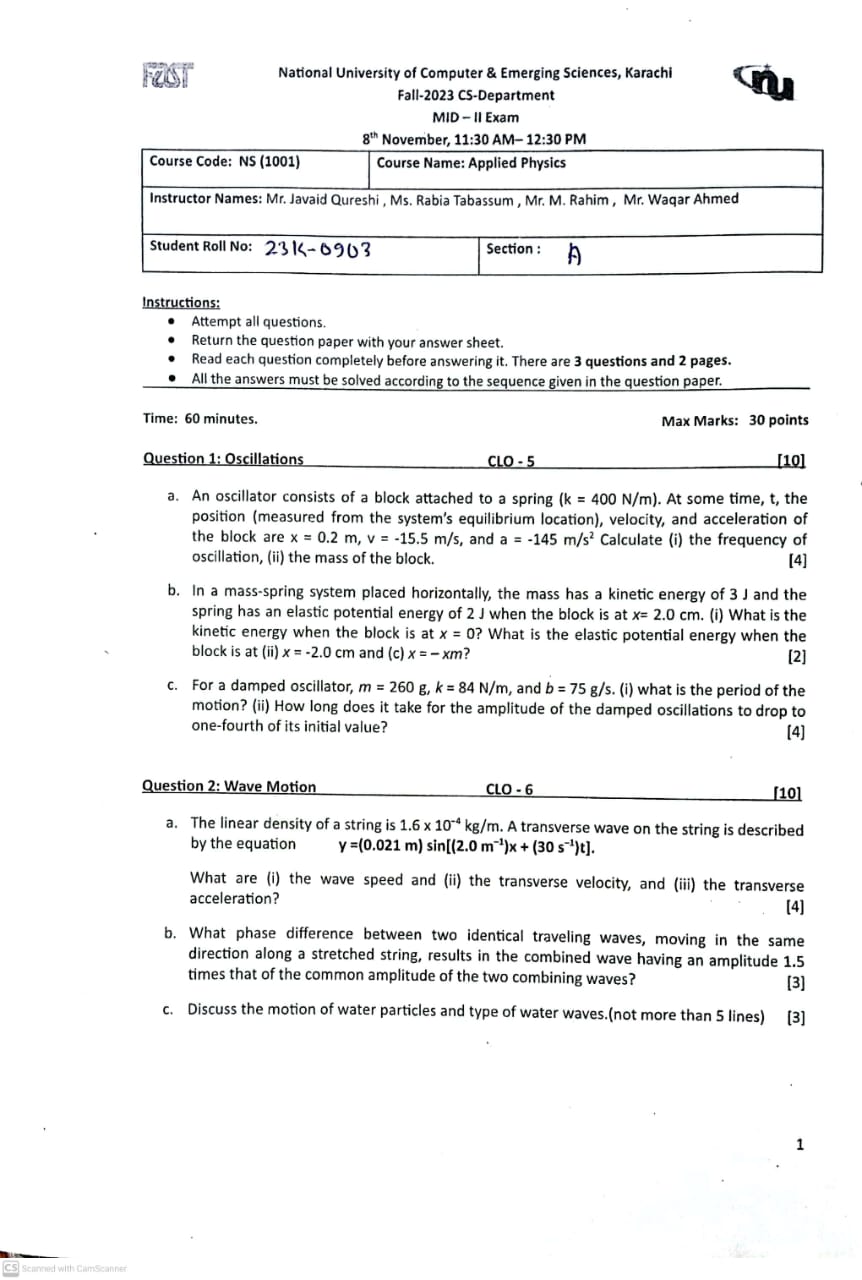 FAST
National University of Computer & Emerging Sciences, Karachi
nu
Fall-2023 CS-Department
MID – II Exam
8th November, 11:30 AM– 12:30 PM
Course Code: NS (1001)
Course Name: Applied Physics
Instructor Names: Mr. Javaid Qureshi , Ms. Rabia Tabassum , Mr. M. Rahim , Mr. Waqar Ahmed
Student Roll No: 23K-0903
Section : A
Instructions:
• Attempt all questions.
• Return the question paper with your answer sheet.
• Read each question completely before answering it. There are 3 questions and 2 pages.
• All the answers must be solved according to the sequence given in the question paper.
Time: 60 minutes.
Max Marks: 30 points
Question 1: Oscillations CLO - 5 [10]
a. An oscillator consists of a block attached to a spring (k = 400 N/m). At some time, t, the
position (measured from the system's equilibrium location), velocity, and acceleration of
the block are x = 0.2 m, v = -15.5 m/s, and a = -145 m/s² Calculate (i) the frequency of
oscillation, (ii) the mass of the block. [4]
b. In a mass-spring system placed horizontally, the mass has a kinetic energy of 3 J and the
spring has an elastic potential energy of 2 J when the block is at x= 2.0 cm. (i) What is the
kinetic energy when the block is at x = 0? What is the elastic potential energy when the
block is at (ii) x = -2.0 cm and (c) x = – xm? [2]
c. For a damped oscillator, m = 260 g, k = 84 N/m, and b = 75 g/s. (i) what is the period of the
motion? (ii) How long does it take for the amplitude of the damped oscillations to drop to
one-fourth of its initial value? [4]
Question 2: Wave Motion CLO - 6 [10]
a. The linear density of a string is 1.6 x 10⁻⁴ kg/m. A transverse wave on the string is described
by the equation y =(0.021 m) sin[(2.0 m⁻¹)x + (30 s⁻¹)t].
What are (i) the wave speed and (ii) the transverse velocity, and (iii) the transverse
acceleration? [4]
b. What phase difference between two identical traveling waves, moving in the same
direction along a stretched string, results in the combined wave having an amplitude 1.5
times that of the common amplitude of the two combining waves? [3]
c. Discuss the motion of water particles and type of water waves.(not more than 5 lines) [3]
1
CS Scanned with CamScanner